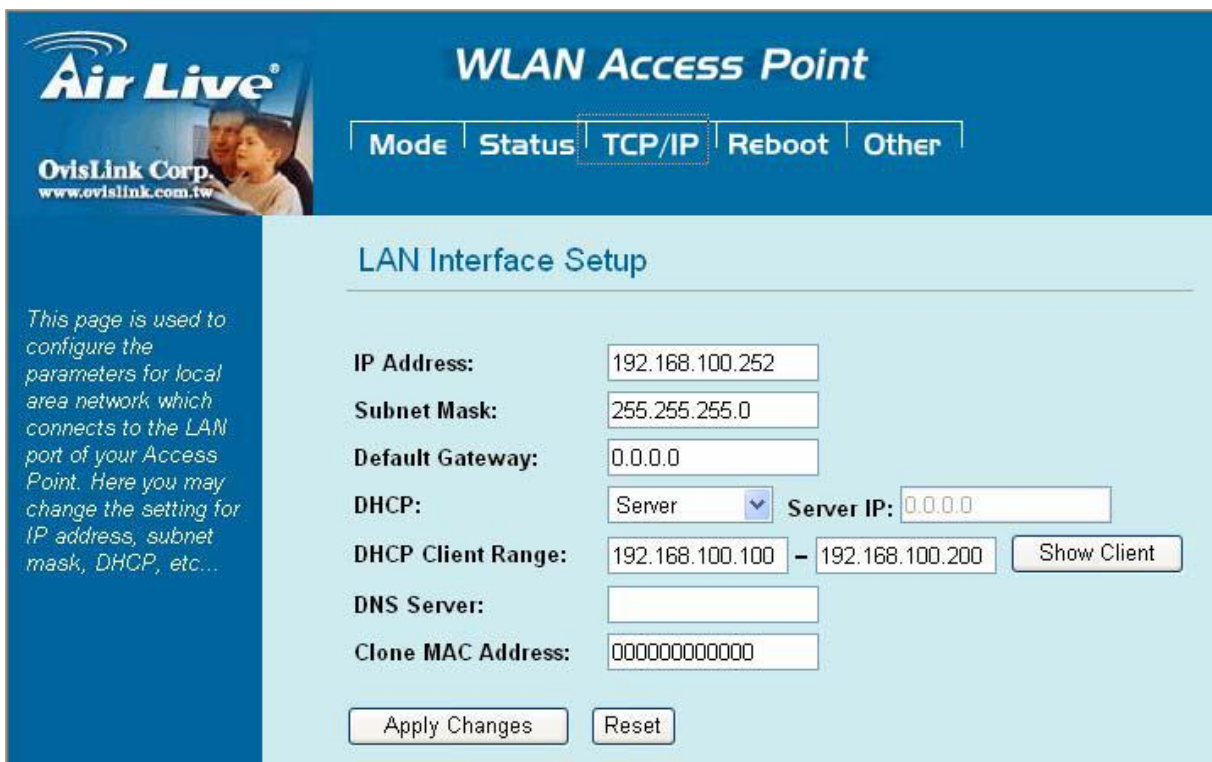 Air Live®
OvisLink Corp.
www.ovislink.com.tw
WLAN Access Point
Mode Status TCP/IP Reboot Other
This page is used to
configure the
parameters for local
area network which
connects to the LAN
port of your Access
Point. Here you may
change the setting for
IP address, subnet
mask, DHCP, etc...
LAN Interface Setup
IP Address: 192.168.100.252
Subnet Mask: 255.255.255.0
Default Gateway: 0.0.0.0
DHCP: Server Server IP: 0.0.0.0
DHCP Client Range: 192.168.100.100 – 192.168.100.200 Show Client
DNS Server:
Clone MAC Address: 000000000000
Apply Changes Reset